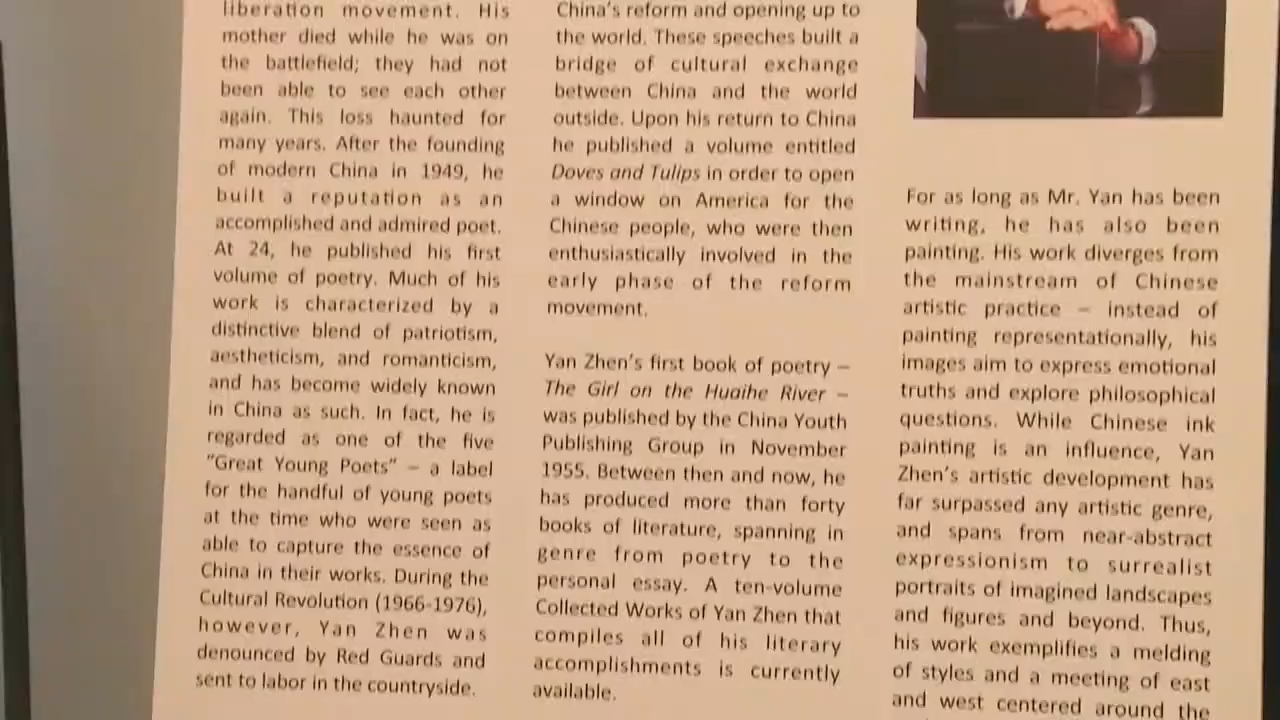 liberation movement. His
mother died while he was on
the battlefield; they had not
been able to see each other
again. This loss haunted for
many years. After the founding
of modern China in 1949, he
built a reputation as an
accomplished and admired poet.
At 24, he published his first
volume of poetry. Much of his
work is characterized by a
distinctive blend of patriotism,
aestheticism, and romanticism,
and has become widely known
in China as such. In fact, he is
regarded as one of the five
“Great Young Poets” – a label
for the handful of young poets
at the time who were seen as
able to capture the essence of
China in their works. During the
Cultural Revolution (1966-1976),
however, Yan Zhen was
denounced by Red Guards and
sent to labor in the countryside.
China’s reform and opening up to
the world. These speeches built a
bridge of cultural exchange
between China and the world
outside. Upon his return to China
he published a volume entitled
Doves and Tulips in order to open
a window on America for the
Chinese people, who were then
enthusiastically involved in the
early phase of the reform
movement.
Yan Zhen’s first book of poetry –
The Girl on the Huaihe River –
was published by the China Youth
Publishing Group in November
1955. Between then and now, he
has produced more than forty
books of literature, spanning in
genre from poetry to the
personal essay. A ten-volume
Collected Works of Yan Zhen that
compiles all of his literary
accomplishments is currently
available.
For as long as Mr. Yan has been
writing, he has also been
painting. His work diverges from
the mainstream of Chinese
artistic practice – instead of
painting representationally, his
images aim to express emotional
truths and explore philosophical
questions. While Chinese ink
painting is an influence, Yan
Zhen’s artistic development has
far surpassed any artistic genre,
and spans from near-abstract
expressionism to surrealist
portraits of imagined landscapes
and figures and beyond. Thus,
his work exemplifies a melding
of styles and a meeting of east
and west centered around the